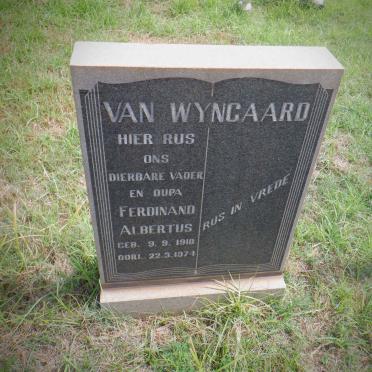 VAN WYNGAARD
HIER RUS
ONS
DIERBARE VADER
EN OUPA
FERDINAND
ALBERTUS
GEB. 9. 9. 1910
OORL. 22.3.1974
RUS IN VREDE